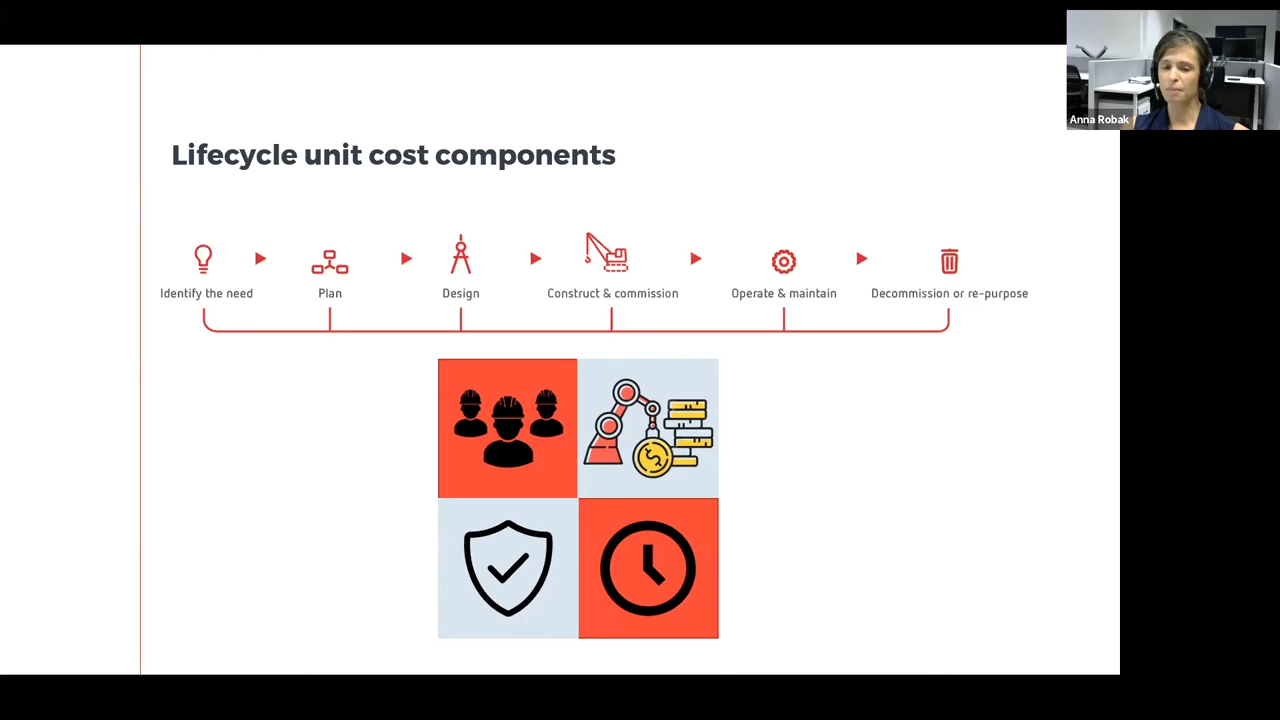 Anna Robak
Lifecycle unit cost components
Identify the need
Plan
Design
Construct & commission
Operate & maintain
Decommission or re-purpose